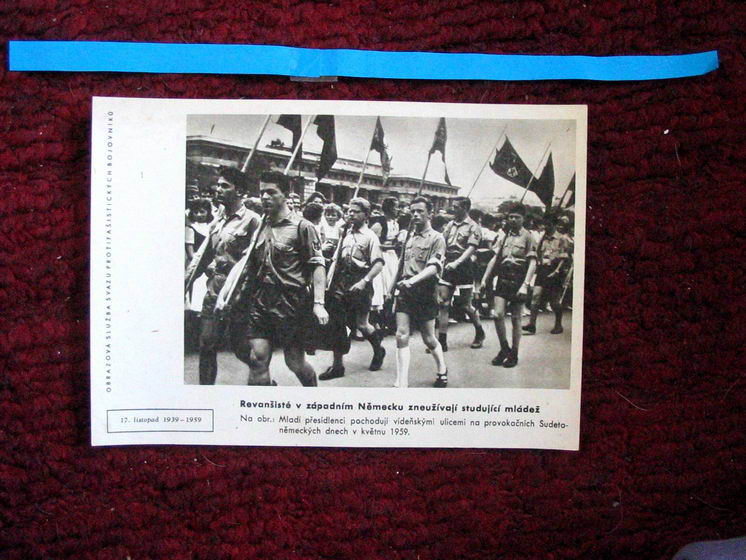 OBRAZOVÁ SLUŽBA SVAZU PROTIFAŠISTICKÝCH BOJOVNÍKŮ
Revanšisté v západním Německu zneužívají studující mládež
17. listopad 1939–1959
Na obr.: Mladí přesídlenci pochodují vídeňskými ulicemi na provokačních Sudeto-
německých dnech v květnu 1959.